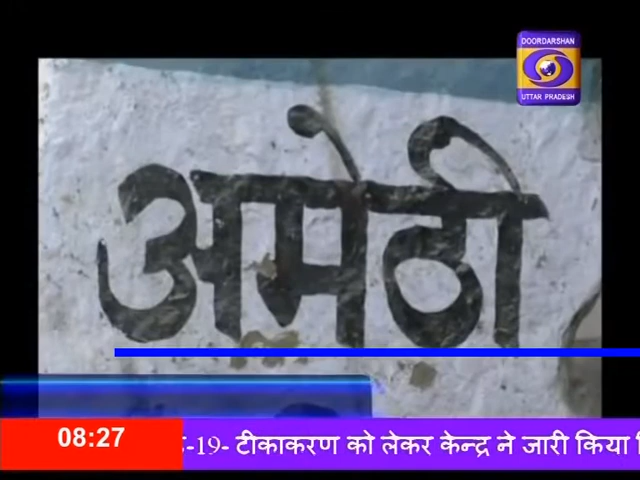 DOORDARSHAN
UTTAR PRADESH
अमेठी
08:27
-19- टीकाकरण को लेकर केन्द्र ने जारी किया